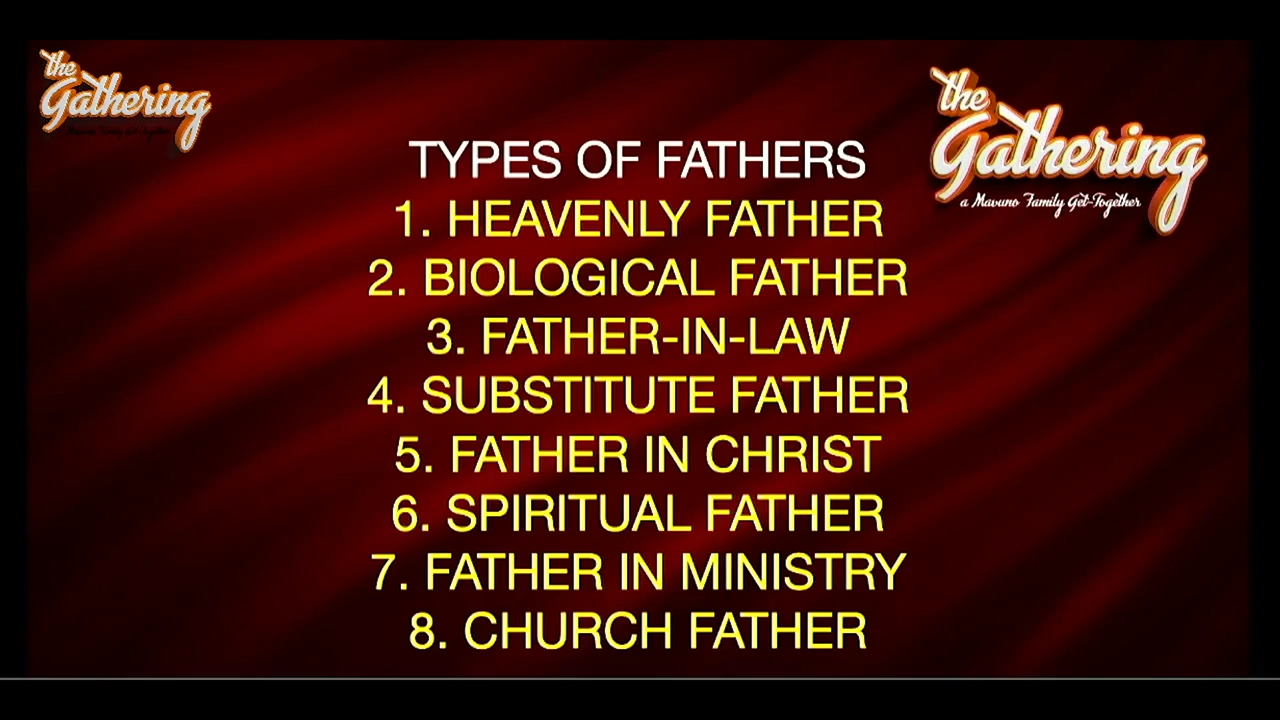 the
Gathering
the
Gathering
a Mavuno Family Get-Together
TYPES OF FATHERS
1. HEAVENLY FATHER
2. BIOLOGICAL FATHER
3. FATHER-IN-LAW
4. SUBSTITUTE FATHER
5. FATHER IN CHRIST
6. SPIRITUAL FATHER
7. FATHER IN MINISTRY
8. CHURCH FATHER